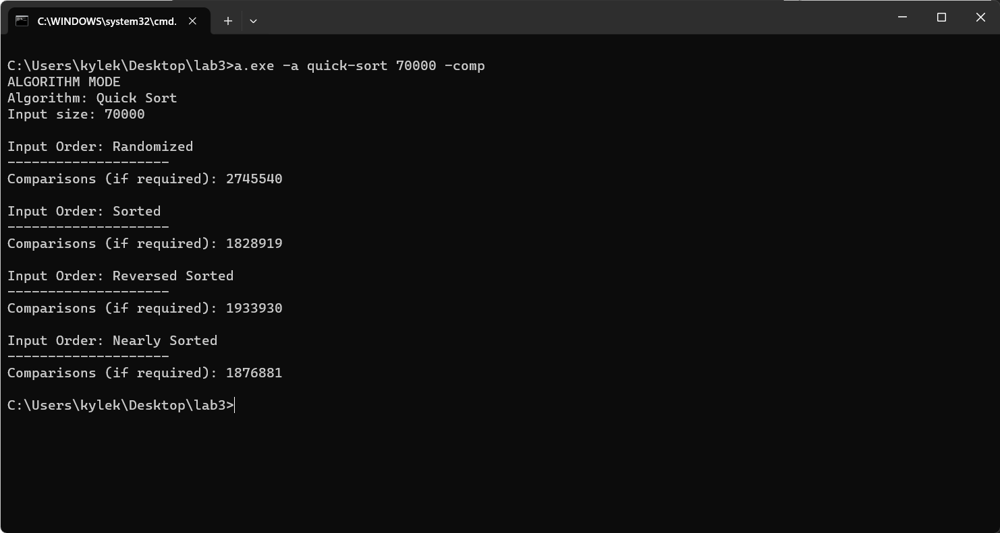 C:\WINDOWS\system32\cmd.
C:\Users\kylek\Desktop\lab3>a.exe -a quick-sort 70000 -comp
ALGORITHM MODE
Algorithm: Quick Sort
Input size: 70000
Input Order: Randomized
--------------------
Comparisons (if required): 2745540
Input Order: Sorted
--------------------
Comparisons (if required): 1828919
Input Order: Reversed Sorted
--------------------
Comparisons (if required): 1933930
Input Order: Nearly Sorted
--------------------
Comparisons (if required): 1876881
C:\Users\kylek\Desktop\lab3>